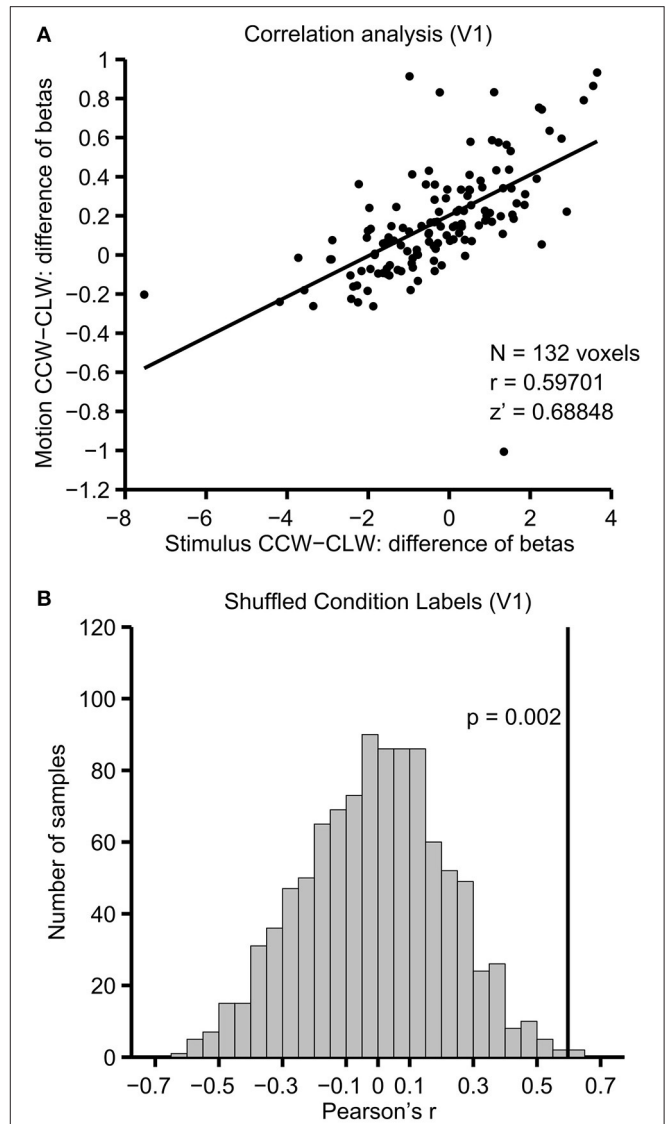 A
Correlation analysis (V1)
Motion CCW−CLW: difference of betas
1
0.8
0.6
0.4
0.2
0
−0.2
−0.4
−0.6
−0.8
−1
−1.2
N = 132 voxels
r = 0.59701
z’ = 0.68848
−8 −6 −4 −2 0 2 4
Stimulus CCW−CLW: difference of betas
B
Shuffled Condition Labels (V1)
Number of samples
120
100
80
60
40
20
0
p = 0.002
−0.7 −0.5 −0.3 −0.1 0 0.1 0.3 0.5 0.7
Pearson’s r